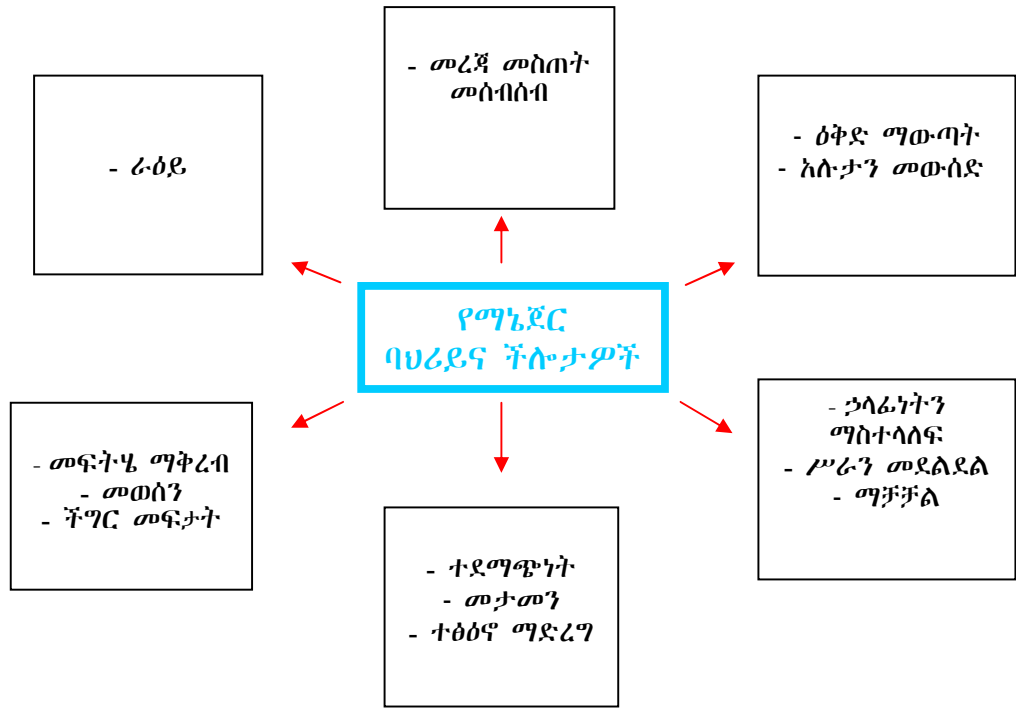 - መረጃ መስጠት
መሰብሰብ
- ራዕይ
- ዕቅድ ማውጣት
- አሉታን መውሰድ
የማኔጀር
ባህሪይና ችሎታዎች
- መፍትሄ ማቅረብ
- መወሰን
- ችግር መፍታት
- ኃላፊነትን
ማስተላለፍ
- ሥራን መደልደል
- ማቻቻል
- ተደማጭነት
- መታመን
- ተፅዕኖ ማድረግ